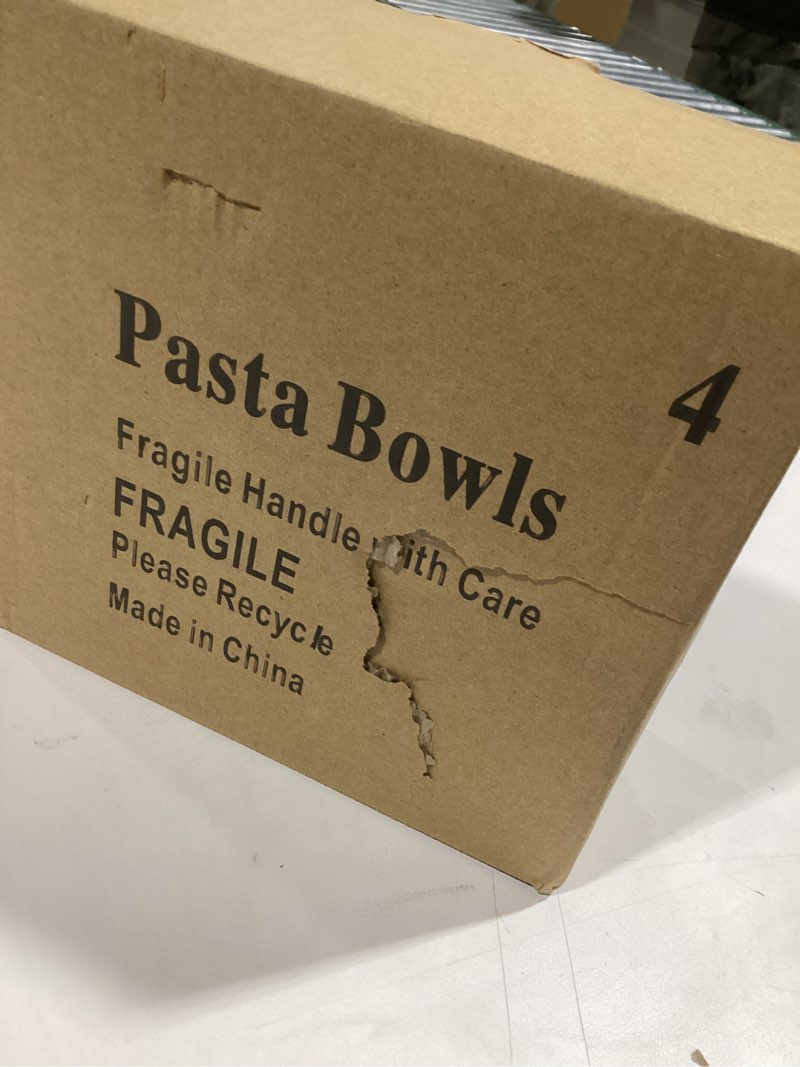 Pasta Bowls
4
Fragile Handle with Care
FRAGILE
Please Recycle
Made in China